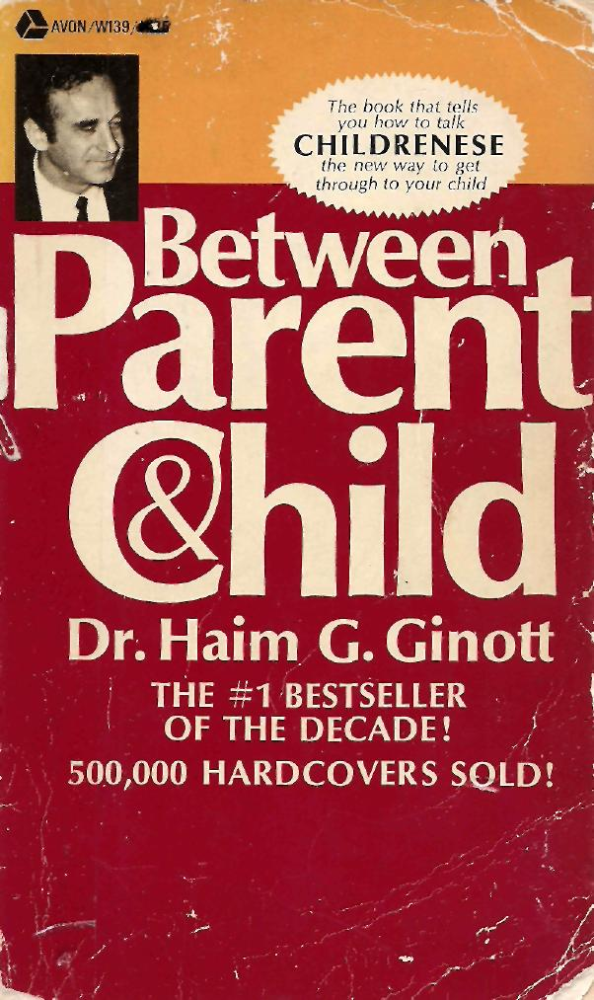 AVON/W139/
The book that tells
you how to talk
CHILDRENESE
the new way to get
through to your child
Between
Parent
& Child
Dr. Haim G. Ginott
THE #1 BESTSELLER
OF THE DECADE!
500,000 HARDCOVERS SOLD!